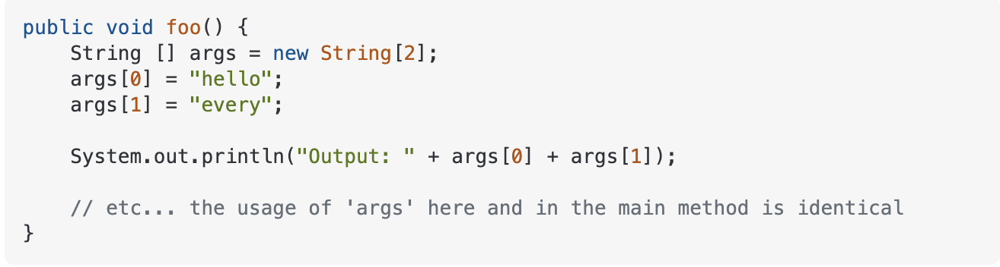 public void foo() {
    String [] args = new String[2];
    args[0] = "hello";
    args[1] = "every";

    System.out.println("Output: " + args[0] + args[1]);

    // etc... the usage of 'args' here and in the main method is identical
}